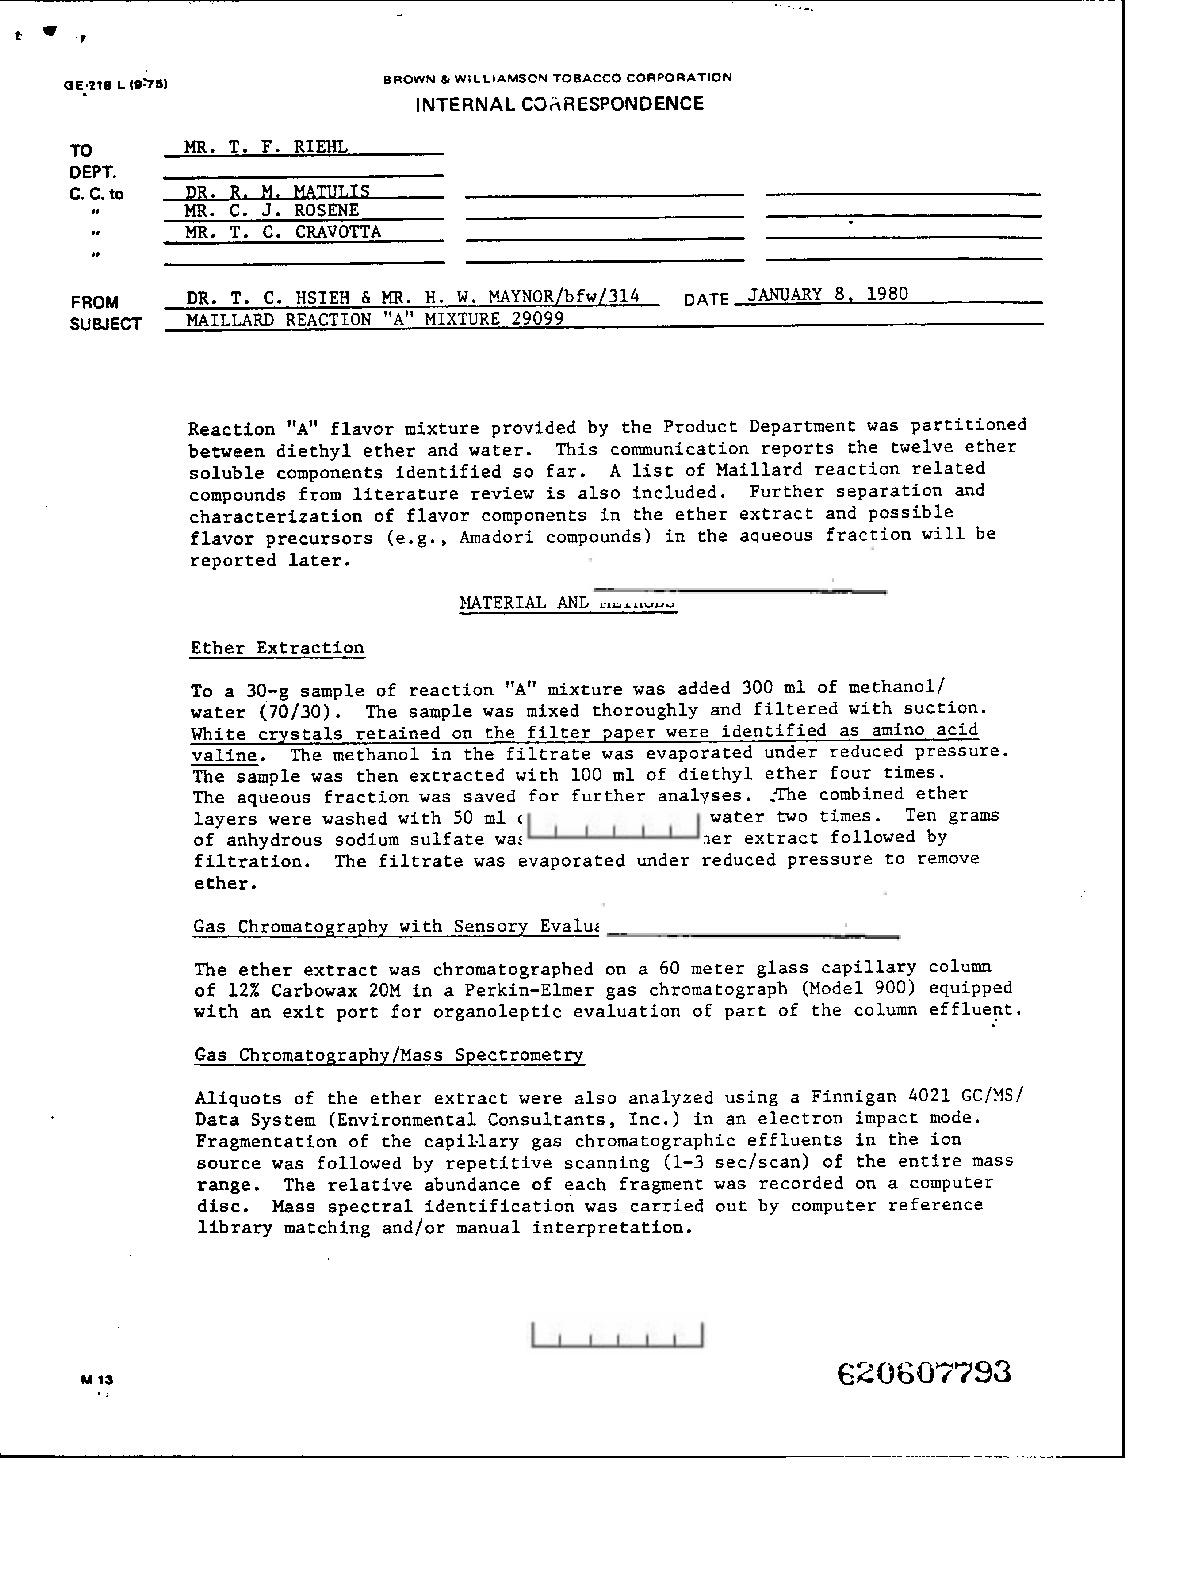 GE-218 L (9-75)
BROWN & WILLIAMSON TOBACCO CORPORATION
INTERNAL CORRESPONDENCE
TO MR. T. F. RIEHL
DEPT.
C. C. to DR. R. M. MATULIS
" MR. C. J. ROSENE
" MR. T. C. CRAVOTTA
"
FROM DR. T. C. HSIEH & MR. H. W. MAYNOR/bfw/314 DATE JANUARY 8, 1980
SUBJECT MAILLARD REACTION "A" MIXTURE 29099
Reaction "A" flavor mixture provided by the Product Department was partitioned
between diethyl ether and water. This communication reports the twelve ether
soluble components identified so far. A list of Maillard reaction related
compounds from literature review is also included. Further separation and
characterization of flavor components in the ether extract and possible
flavor precursors (e.g., Amadori compounds) in the aqueous fraction will be
reported later.
MATERIAL AND
Ether Extraction
To a 30-g sample of reaction "A" mixture was added 300 ml of methanol/
water (70/30). The sample was mixed thoroughly and filtered with suction.
White crystals retained on the filter paper were identified as amino acid
valine. The methanol in the filtrate was evaporated under reduced pressure.
The sample was then extracted with 100 ml of diethyl ether four times.
The aqueous fraction was saved for further analyses. The combined ether
layers were washed with 50 ml water two times. Ten grams
of anhydrous sodium sulfate was extract followed by
filtration. The filtrate was evaporated under reduced pressure to remove
ether.
Gas Chromatography with Sensory
The ether extract was chromatographed on a 60 meter glass capillary column
of 12% Carbowax 20M in a Perkin-Elmer gas chromatograph (Model 900) equipped
with an exit port for organoleptic evaluation of part of the column effluent.
Gas Chromatography/Mass Spectrometry
Aliquots of the ether extract were also analyzed using a Finnigan 4021 GC/MS/
Data System (Environmental Consultants, Inc.) in an electron impact mode.
Fragmentation of the capillary gas chromatographic effluents in the ion
source was followed by repetitive scanning (1-3 sec/scan) of the entire mass
range. The relative abundance of each fragment was recorded on a computer
disc. Mass spectral identification was carried out by computer reference
library matching and/or manual interpretation.
M 13
620607793